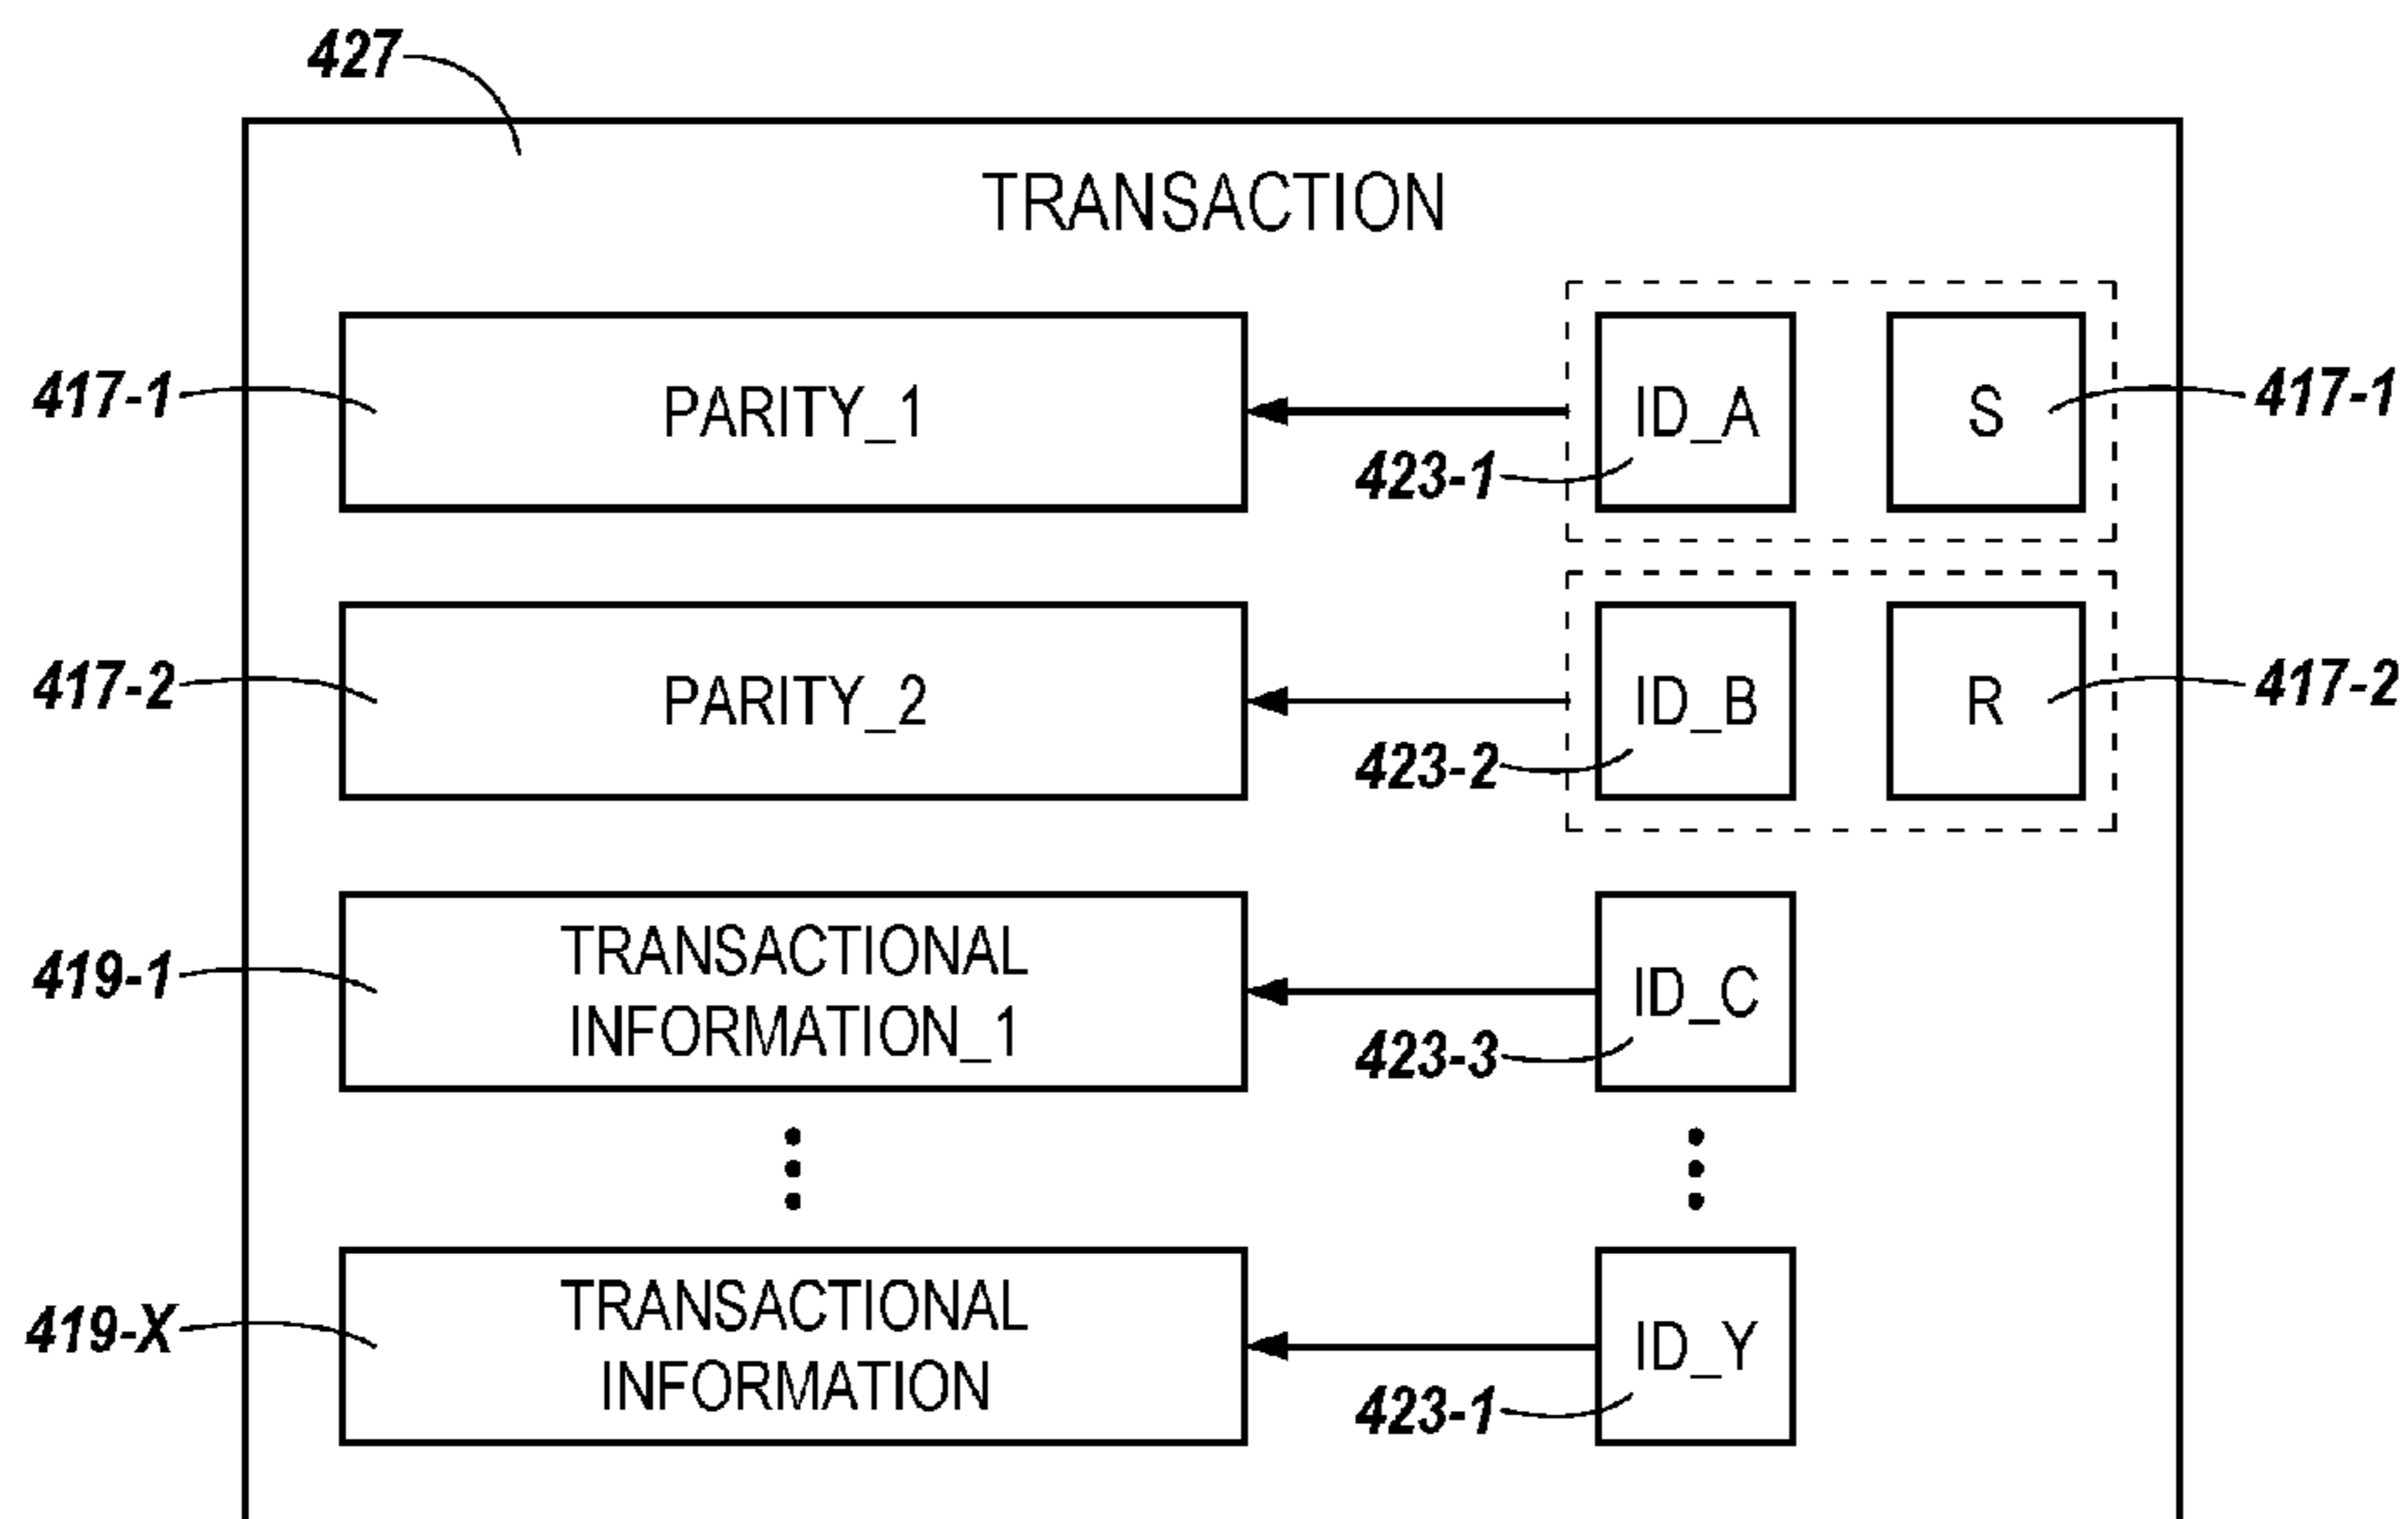 427
TRANSACTION
417-1
PARITY_1
ID_A
S
417-1
423-1
417-2
PARITY_2
ID_B
R
417-2
423-2
419-1
TRANSACTIONAL
INFORMATION_1
ID_C
423-3
419-X
TRANSACTIONAL
INFORMATION
ID_Y
423-1